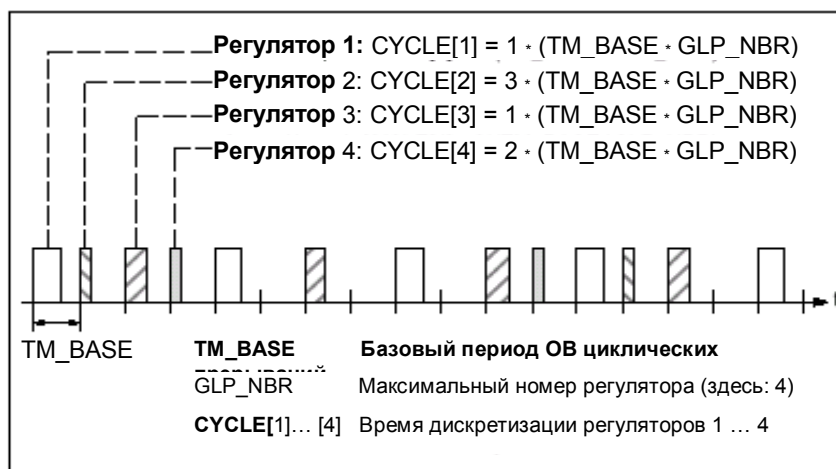 Регулятор 1: CYCLE[1] = 1 * (TM_BASE * GLP_NBR)
Регулятор 2: CYCLE[2] = 3 * (TM_BASE * GLP_NBR)
Регулятор 3: CYCLE[3] = 1 * (TM_BASE * GLP_NBR)
Регулятор 4: CYCLE[4] = 2 * (TM_BASE * GLP_NBR)
t
TM_BASE
TM_BASE Базовый период OB циклических
GLP_NBR Максимальный номер регулятора (здесь: 4)
CYCLE[1]... [4] Время дискретизации регуляторов 1 ... 4